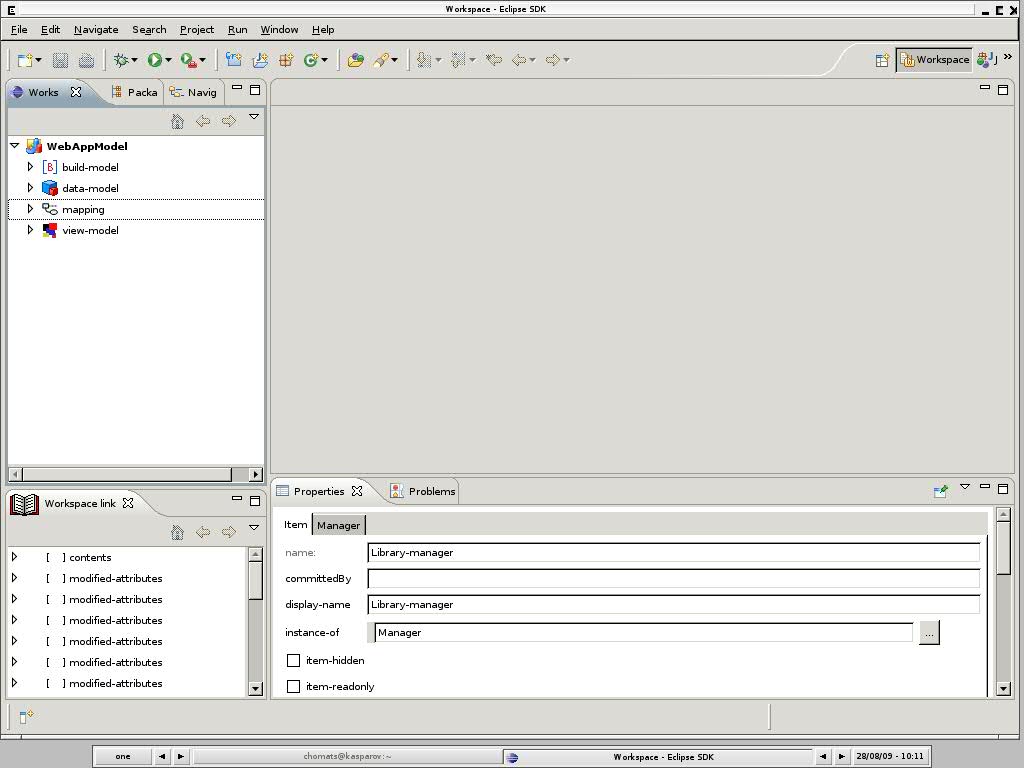 Workspace - Eclipse SDK
File Edit Navigate Search Project Run Window Help
Workspace
Works Packa Navig
WebAppModel
build-model
data-model
mapping
view-model
Workspace link
[ ] contents
[ ] modified-attributes
[ ] modified-attributes
[ ] modified-attributes
[ ] modified-attributes
[ ] modified-attributes
[ ] modified-attributes
Properties Problems
Item Manager
name: Library-manager
committedBy
display-name Library-manager
instance-of Manager ...
item-hidden
item-readonly
one chomats@kasparov:~ Workspace - Eclipse SDK 28/08/09 - 10:11